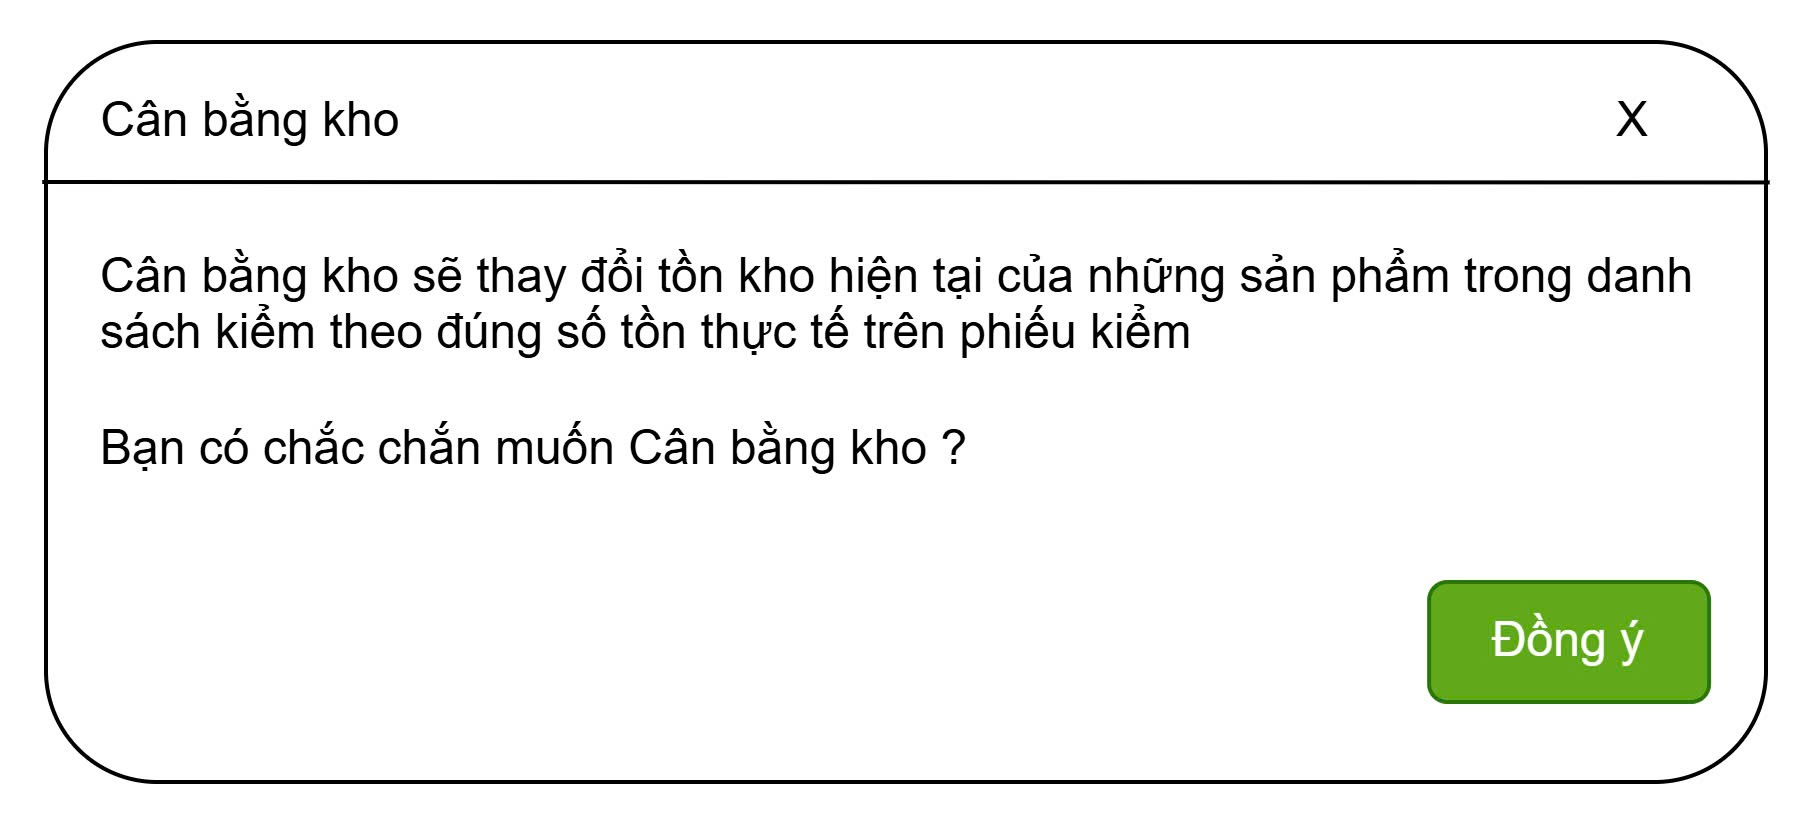 Cân bằng kho X
Cân bằng kho sẽ thay đổi tồn kho hiện tại của những sản phẩm trong danh
sách kiểm theo đúng số tồn thực tế trên phiếu kiểm
Bạn có chắc chắn muốn Cân bằng kho ?
Đồng ý